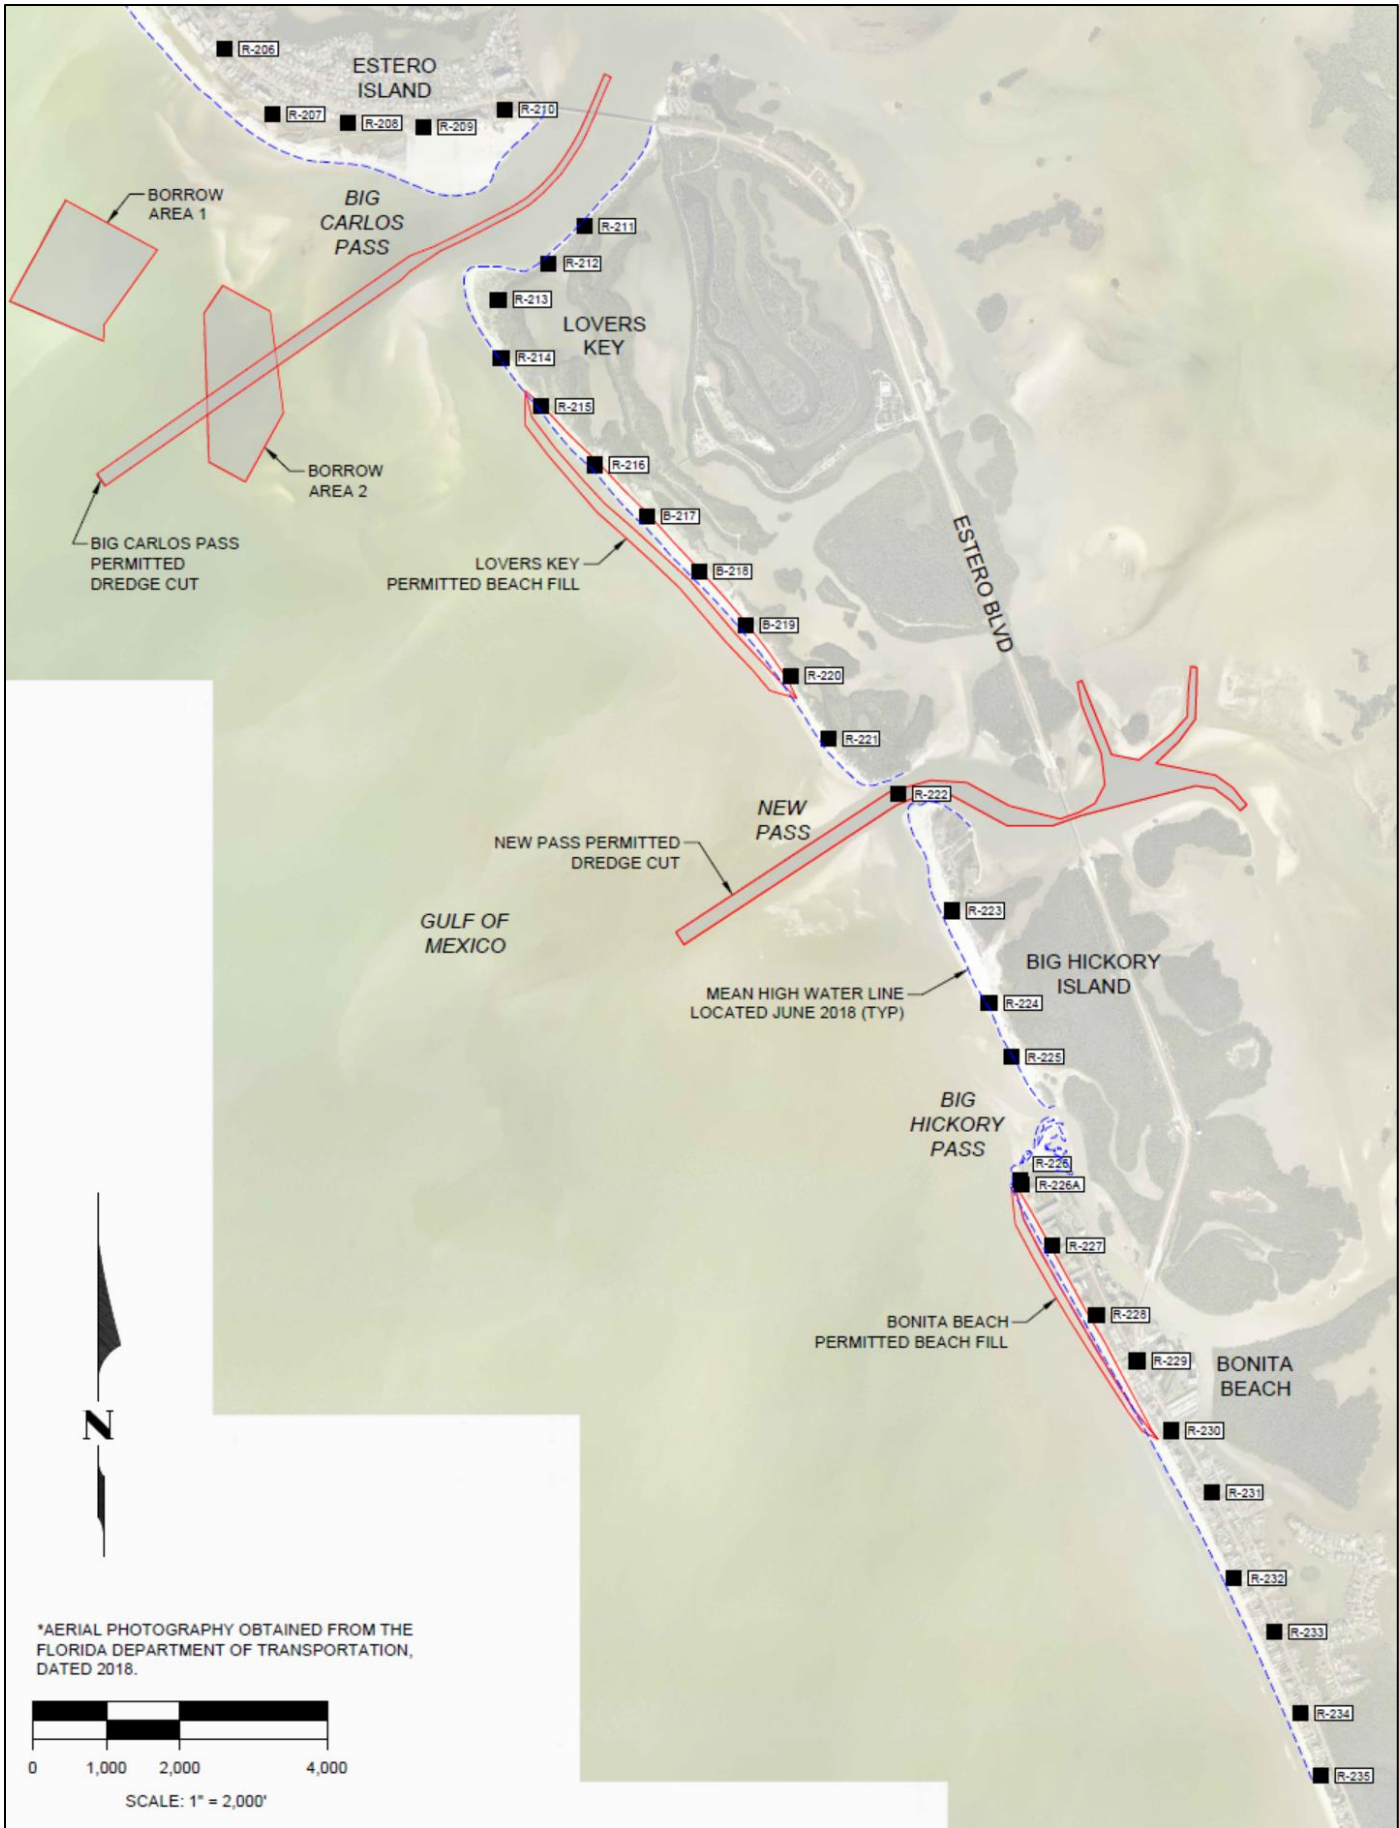 R-206
ESTERO
ISLAND
R-207
R-208
R-209
R-210
BORROW
AREA 1
BIG
CARLOS
PASS
R-211
R-212
R-213
LOVERS
KEY
R-214
R-215
R-216
BORROW
AREA 2
B-217
BIG CARLOS PASS
PERMITTED
DREDGE CUT
LOVERS KEY
PERMITTED BEACH FILL
B-218
ESTERO BLVD
B-219
R-220
R-221
R-222
NEW
PASS
NEW PASS PERMITTED
DREDGE CUT
GULF OF
MEXICO
R-223
BIG HICKORY
ISLAND
MEAN HIGH WATER LINE
LOCATED JUNE 2018 (TYP)
R-224
R-225
BIG
HICKORY
PASS
R-226
R-226A
R-227
BONITA BEACH
PERMITTED BEACH FILL
R-228
R-229
BONITA
BEACH
N
R-230
R-231
R-232
R-233
*AERIAL PHOTOGRAPHY OBTAINED FROM THE
FLORIDA DEPARTMENT OF TRANSPORTATION,
DATED 2018.
R-234
R-235
0 1,000 2,000 4,000
SCALE: 1" = 2,000'